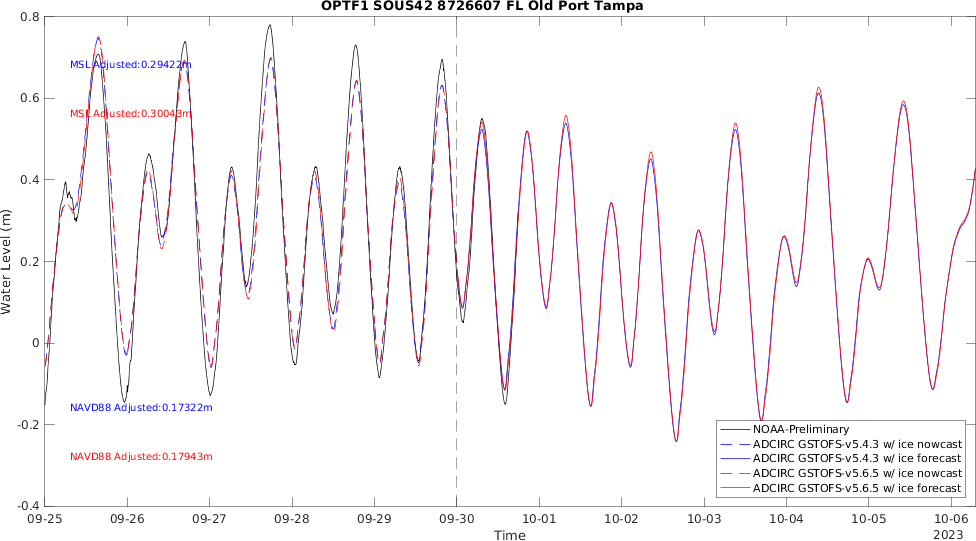 OPTF1 SOUS42 8726607 FL Old Port Tampa
0.8
0.6
0.4
0.2
0
-0.2
-0.4
Water Level (m)
MSL Adjusted:0.29422m
MSL Adjusted:0.30043m
NAVD88 Adjusted:0.17322m
NAVD88 Adjusted:0.17943m
NOAA-Preliminary
ADCIRC GSTOFS-v5.4.3 w/ ice nowcast
ADCIRC GSTOFS-v5.4.3 w/ ice forecast
ADCIRC GSTOFS-v5.6.5 w/ ice nowcast
ADCIRC GSTOFS-v5.6.5 w/ ice forecast
09-25 09-26 09-27 09-28 09-29 09-30 10-01 10-02 10-03 10-04 10-05 10-06
Time
2023